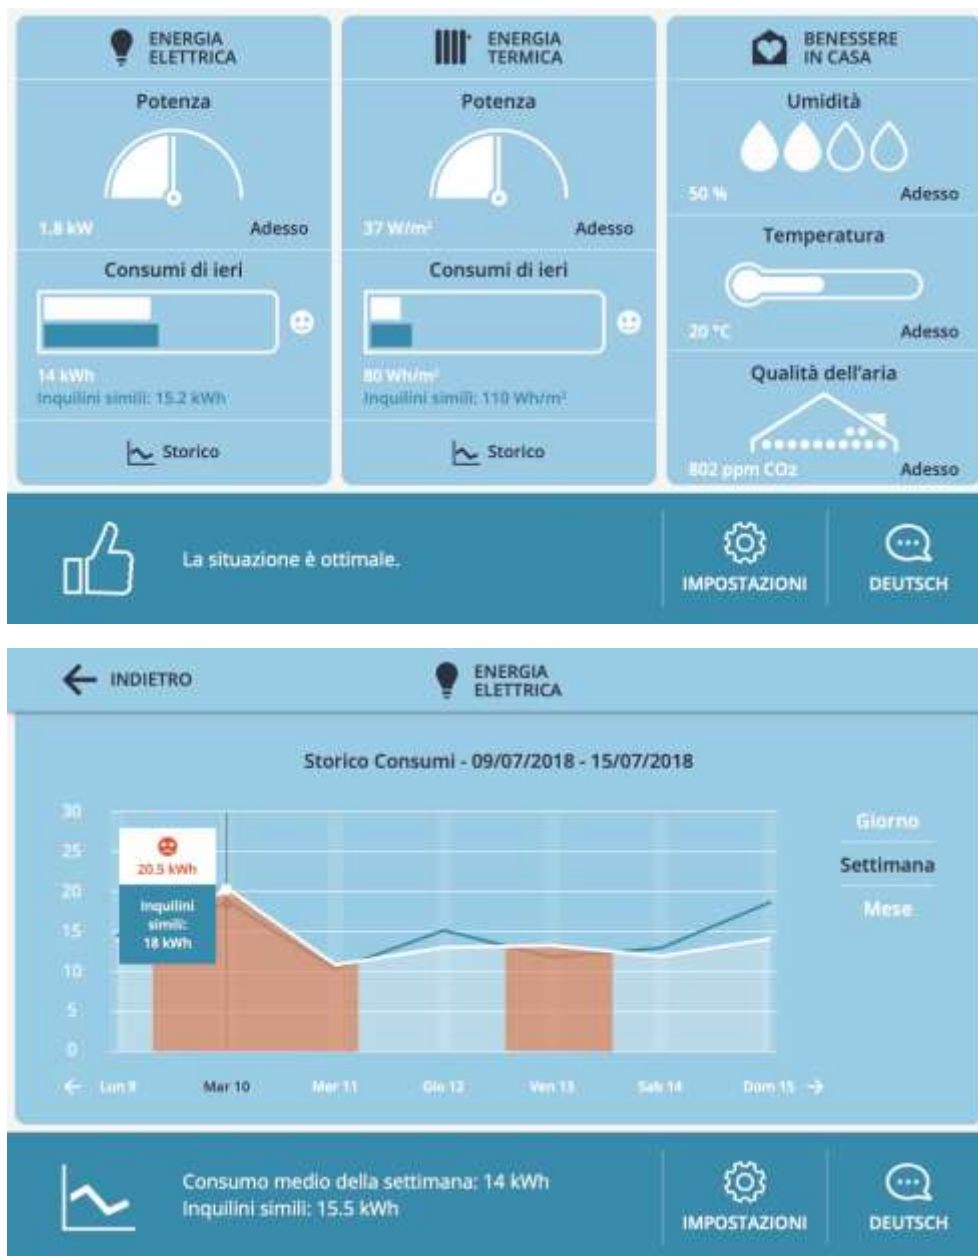 ENERGIA
ELETTRICA
Potenza
1.8 kW
Adesso
Consumi di ieri
14 kWh
Inquilini simili: 15.2 kWh
Storico
ENERGIA
TERMICA
Potenza
37 W/m²
Adesso
Consumi di ieri
80 Wh/m²
Inquilini simili: 110 Wh/m²
Storico
BENESSERE
IN CASA
Umidità
50 %
Adesso
Temperatura
20 °C
Adesso
Qualità dell'aria
802 ppm CO2
Adesso
La situazione è ottimale.
IMPOSTAZIONI
DEUTSCH
INDIETRO
ENERGIA
ELETTRICA
Storico Consumi - 09/07/2018 - 15/07/2018
30
25
20
15
10
5
0
20.5 kWh
Inquilini
simili:
18 kWh
Lun 9
Mar 10
Mer 11
Gio 12
Ven 13
Sab 14
Dom 15
Giorno
Settimana
Mese
Consumo medio della settimana: 14 kWh
Inquilini simili: 15.5 kWh
IMPOSTAZIONI
DEUTSCH